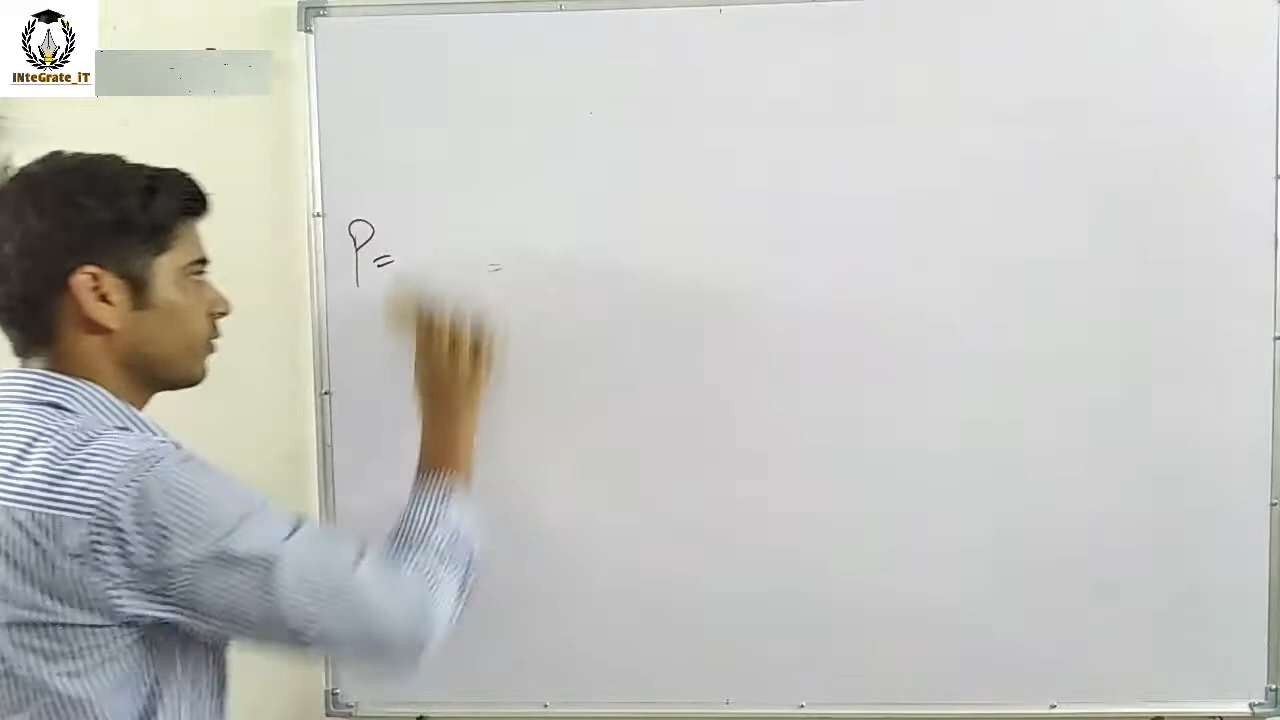 INteGrate_iT
P= =